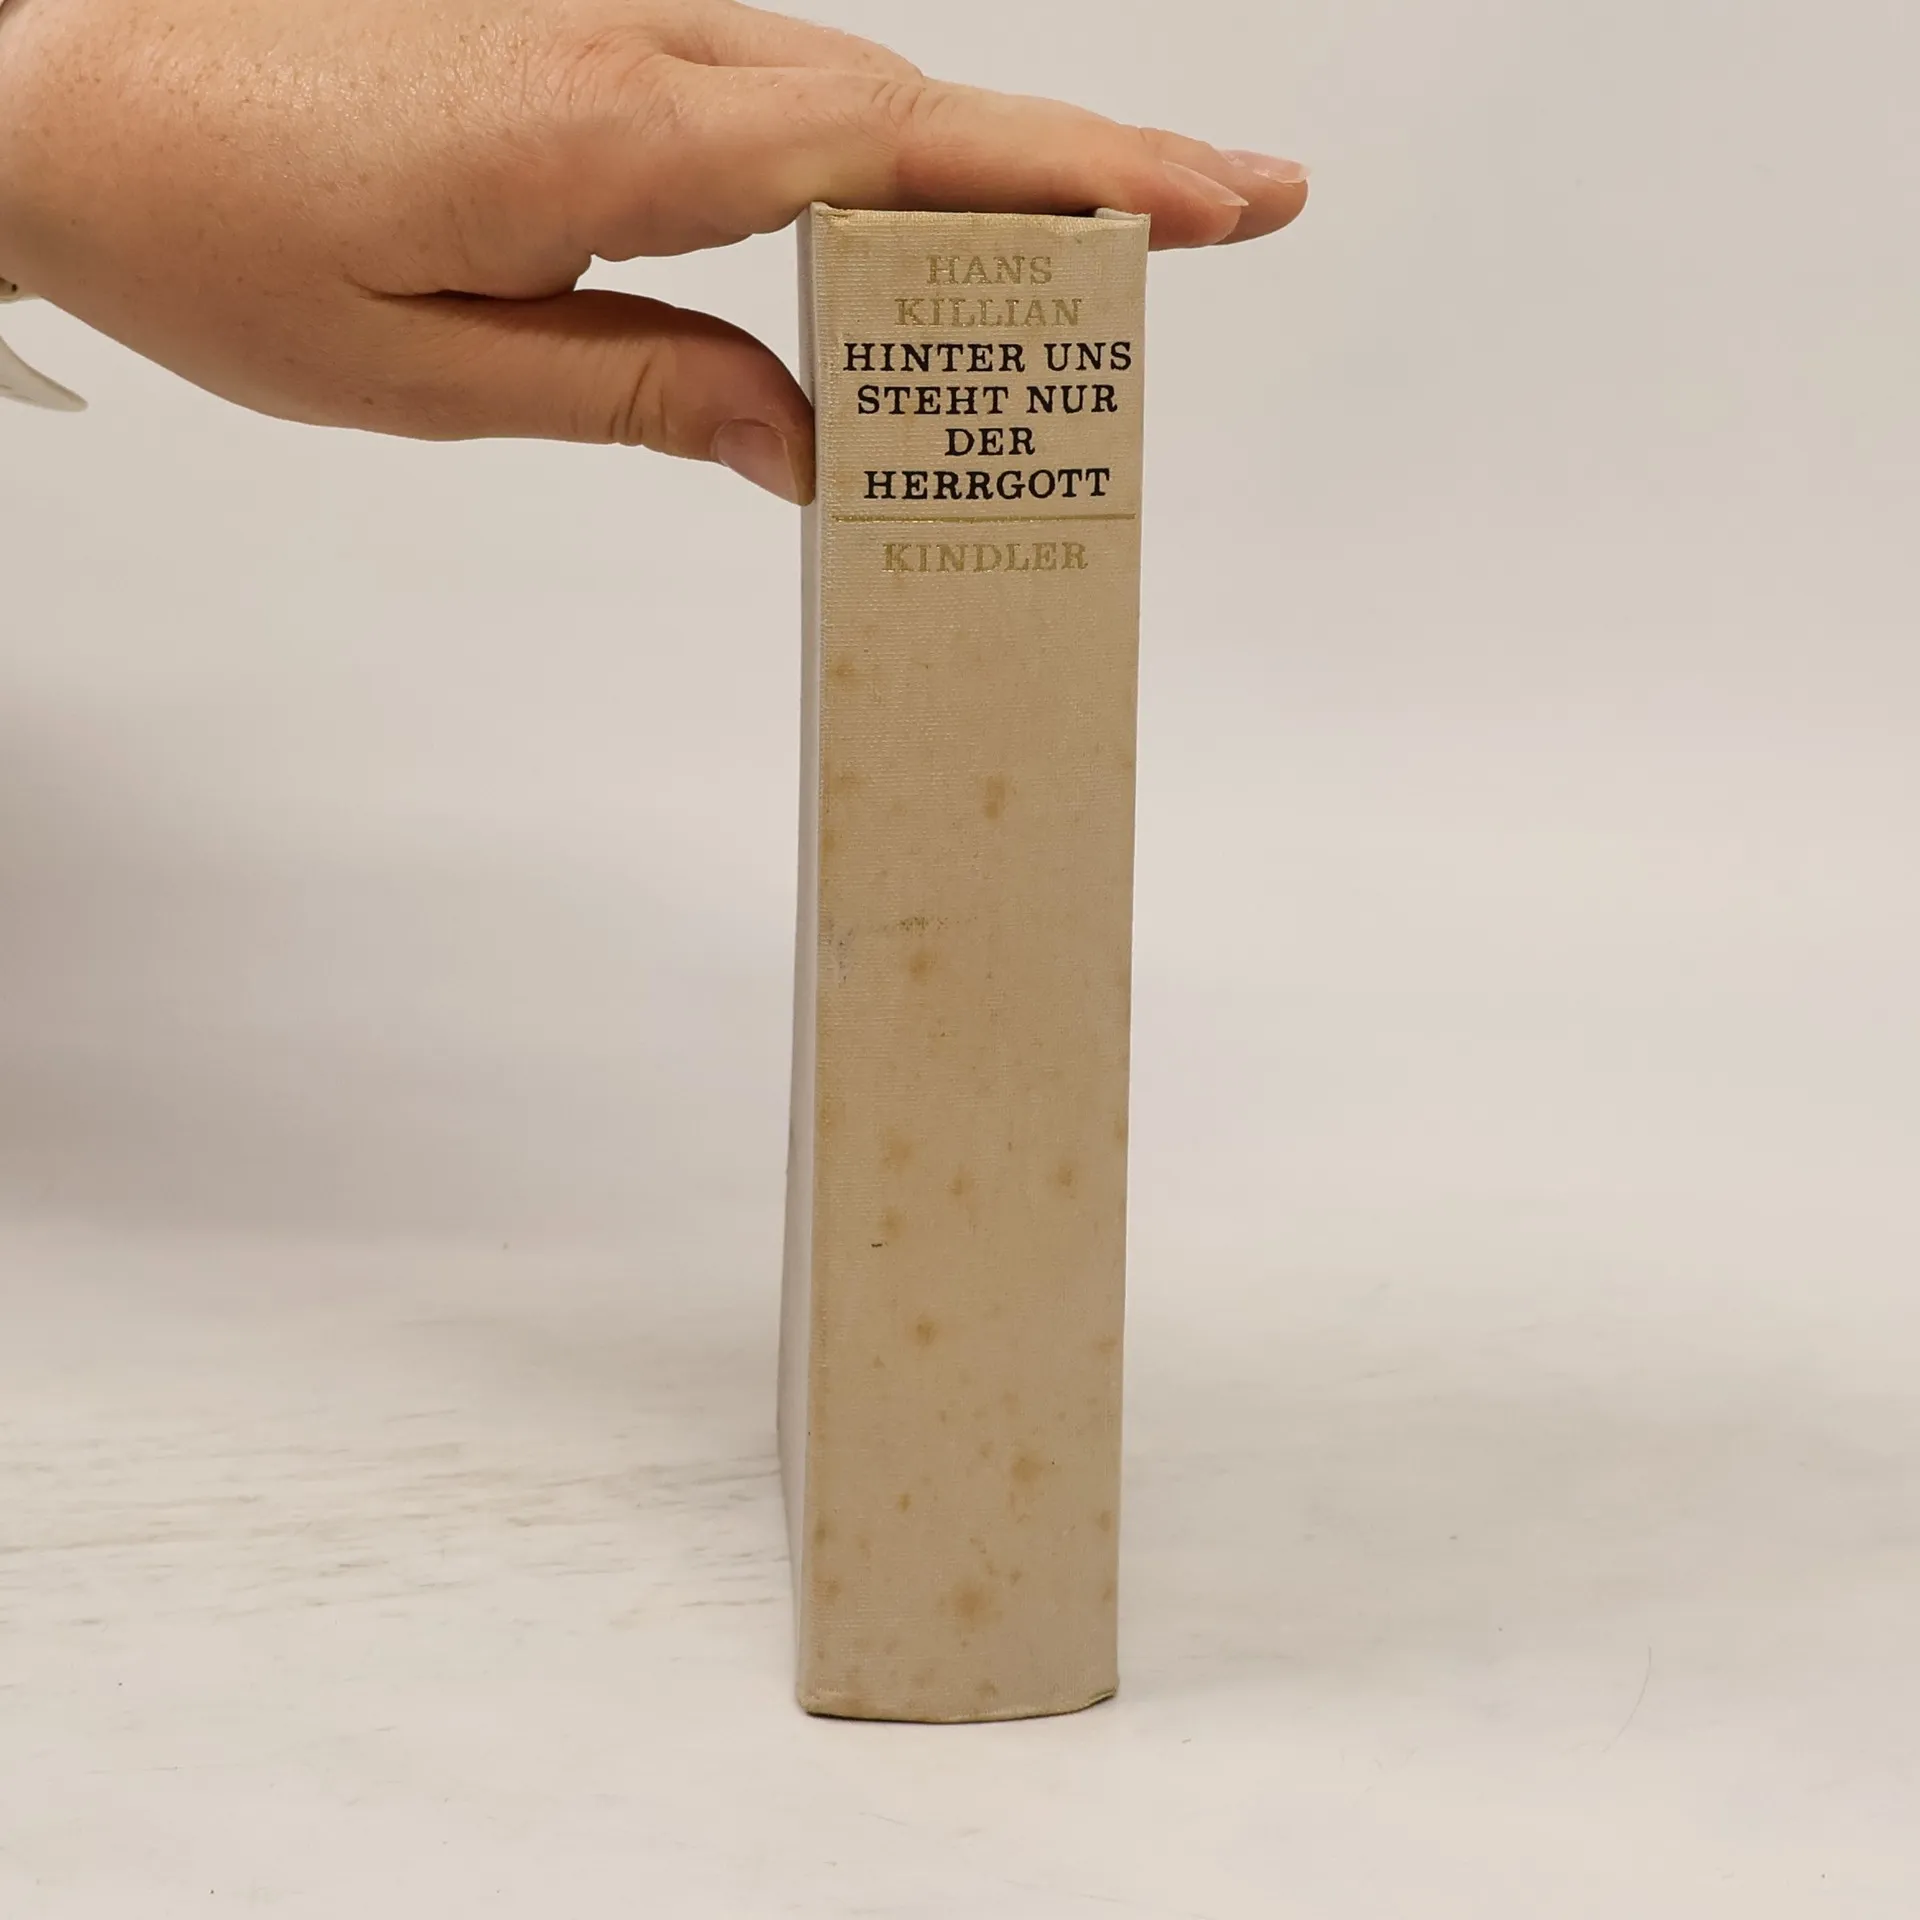 HANS
KILLIAN
HINTER UNS
STEHT NUR
DER
HERRGOTT
KINDLER